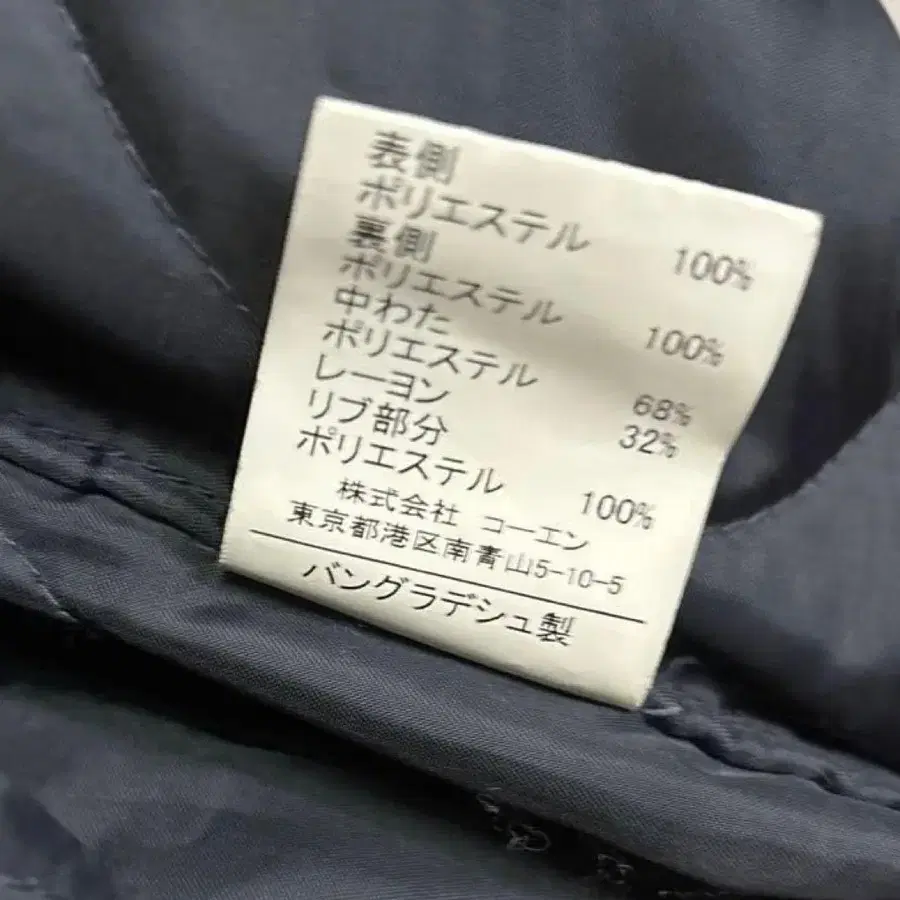 表側
ポリエステル 100%
裏側
ポリエステル 100%
中わた
ポリエステル 68%
レーヨン 32%
リブ部分
ポリエステル 100%
株式会社 コーエン
東京都港区南青山5-10-5
バングラデシュ製